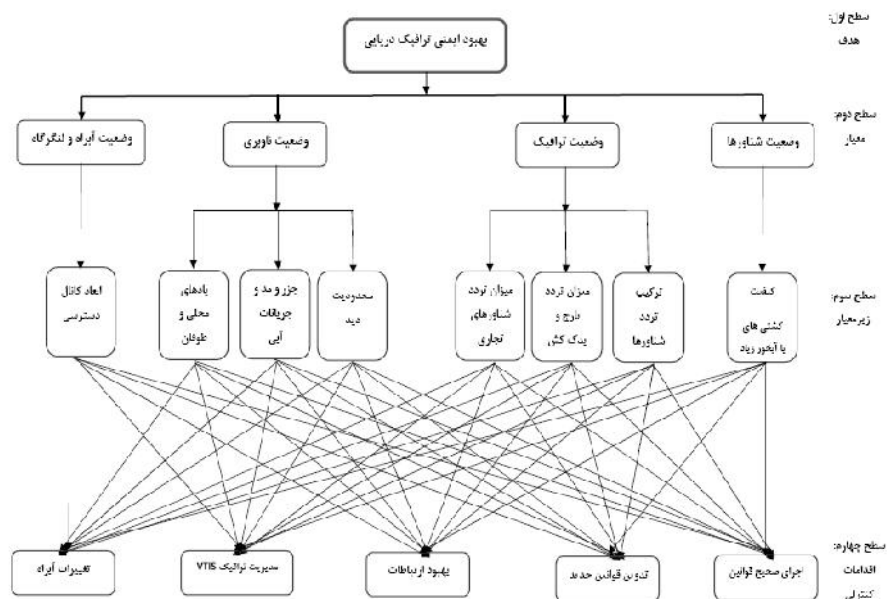 سطح اول:
هدف
بهبود ایمنی ترافیک دریایی
سطح دوم:
معیار
وضعیت شناورها
وضعیت ترافیک
وضعیت ناوبری
وضعیت آبراه و لنگرگاه
سطح سوم:
زیرمعیار
کیفیت
کشتی های
با آبخور زیاد
ترکیب
تردد
شناورها
میزان تردد
بارج و
یدک کش
میزان تردد
شناورهای
تجاری
محدودیت
دید
جزر و مد و
جریانات
آبی
بادهای
محلی و
طوفان
ابعاد کانال
دسترسی
سطح چهارم:
اقدامات
کنترلی
اجرای صحیح قوانین
تدوین قوانین جدید
بهبود ارتباطات
مدیریت ترافیک VTIS
تغییرات آبراه